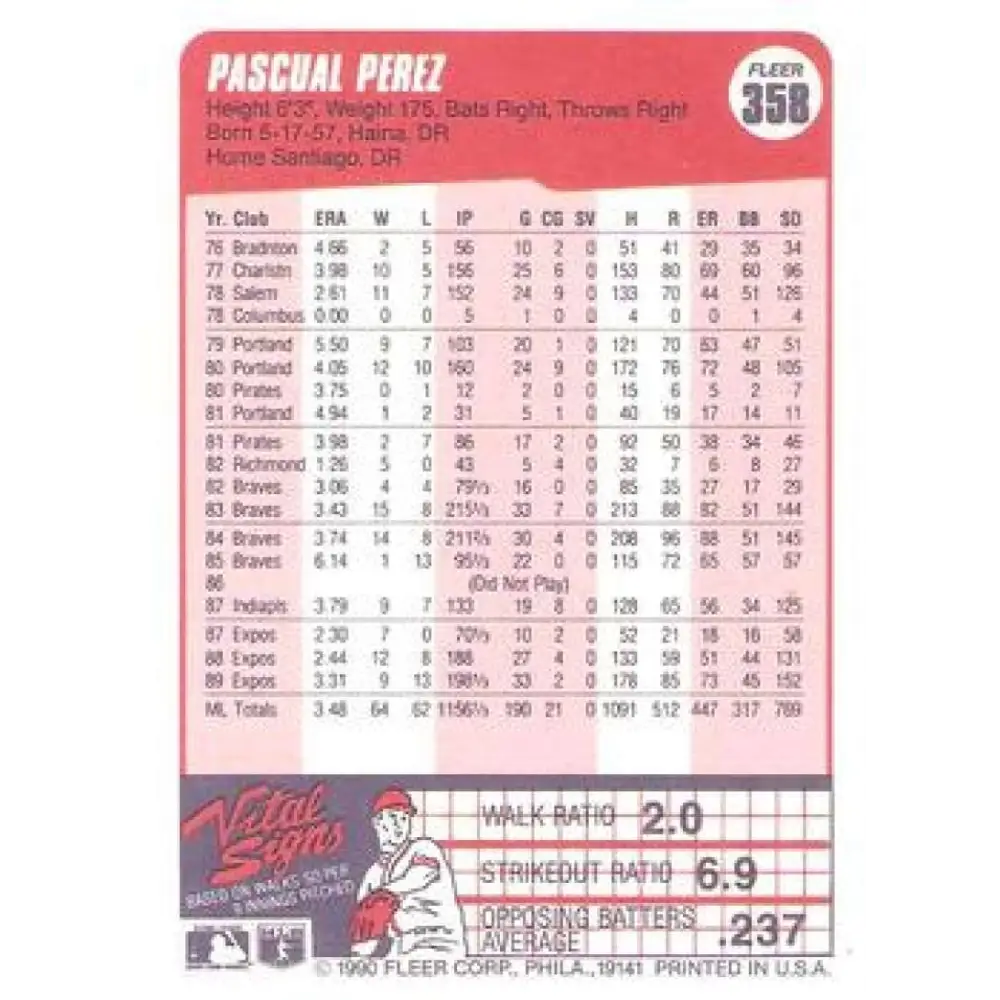 PASCUAL PEREZ
FLEER
358
Height 6'3", Weight 175, Bats Right, Throws Right
Born 5-17-57, Haina, DR
Home Santiago, DR
Yr. Club ERA W L IP G CG SV H R ER BB SO
76 Bradnton 4.66 2 5 56 10 2 0 51 41 29 35 34
77 Charlstn 3.98 10 5 156 25 6 0 153 80 69 60 96
78 Salem 2.61 11 7 152 24 9 0 133 70 44 51 126
78 Columbus 0.00 0 0 5 1 0 0 4 0 0 1 4
79 Portland 5.50 9 7 103 20 1 0 121 70 63 47 51
80 Portland 4.05 12 10 160 24 9 0 172 76 72 48 105
80 Pirates 3.75 0 1 12 2 0 0 15 6 5 2 7
81 Portland 4.94 1 2 31 5 1 0 40 19 17 14 11
81 Pirates 3.98 2 7 86 17 2 0 92 50 38 34 46
82 Richmond 1.26 5 0 43 5 4 0 32 7 6 8 27
82 Braves 3.06 4 4 79⅓ 16 0 0 85 35 27 17 29
83 Braves 3.43 15 8 215⅓ 33 7 0 213 88 82 51 144
84 Braves 3.74 14 8 211⅔ 30 4 0 208 96 88 51 145
85 Braves 6.14 1 13 95⅓ 22 0 0 115 72 65 57 57
86 (Did Not Play)
87 Indiapls 3.79 9 7 133 19 8 0 128 65 56 34 125
87 Expos 2.30 7 0 70⅓ 10 2 0 52 21 18 16 58
88 Expos 2.44 12 8 188 27 4 0 133 59 51 44 131
89 Expos 3.31 9 13 198⅓ 33 2 0 178 85 73 45 152
ML Totals 3.48 64 62 1156⅓ 190 21 0 1091 512 447 317 769
Vital
Signs
BASED ON WALKS, SO PER
9 INNINGS PITCHED
WALK RATIO 2.0
STRIKEOUT RATIO 6.9
OPPOSING BATTERS
AVERAGE .237
© 1990 FLEER CORP., PHILA., 19141 PRINTED IN U.S.A.